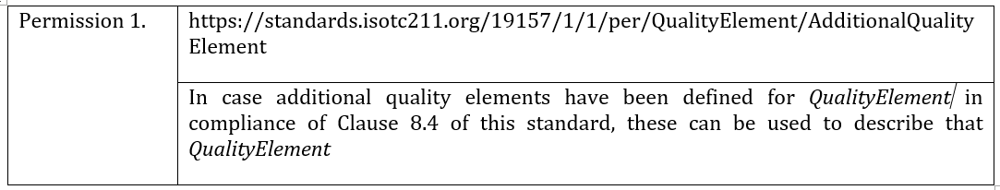 Permission 1.
https://standards.isotc211.org/19157/1/1/per/QualityElement/AdditionalQuality
Element
In case additional quality elements have been defined for QualityElement in
compliance of Clause 8.4 of this standard, these can be used to describe that
QualityElement